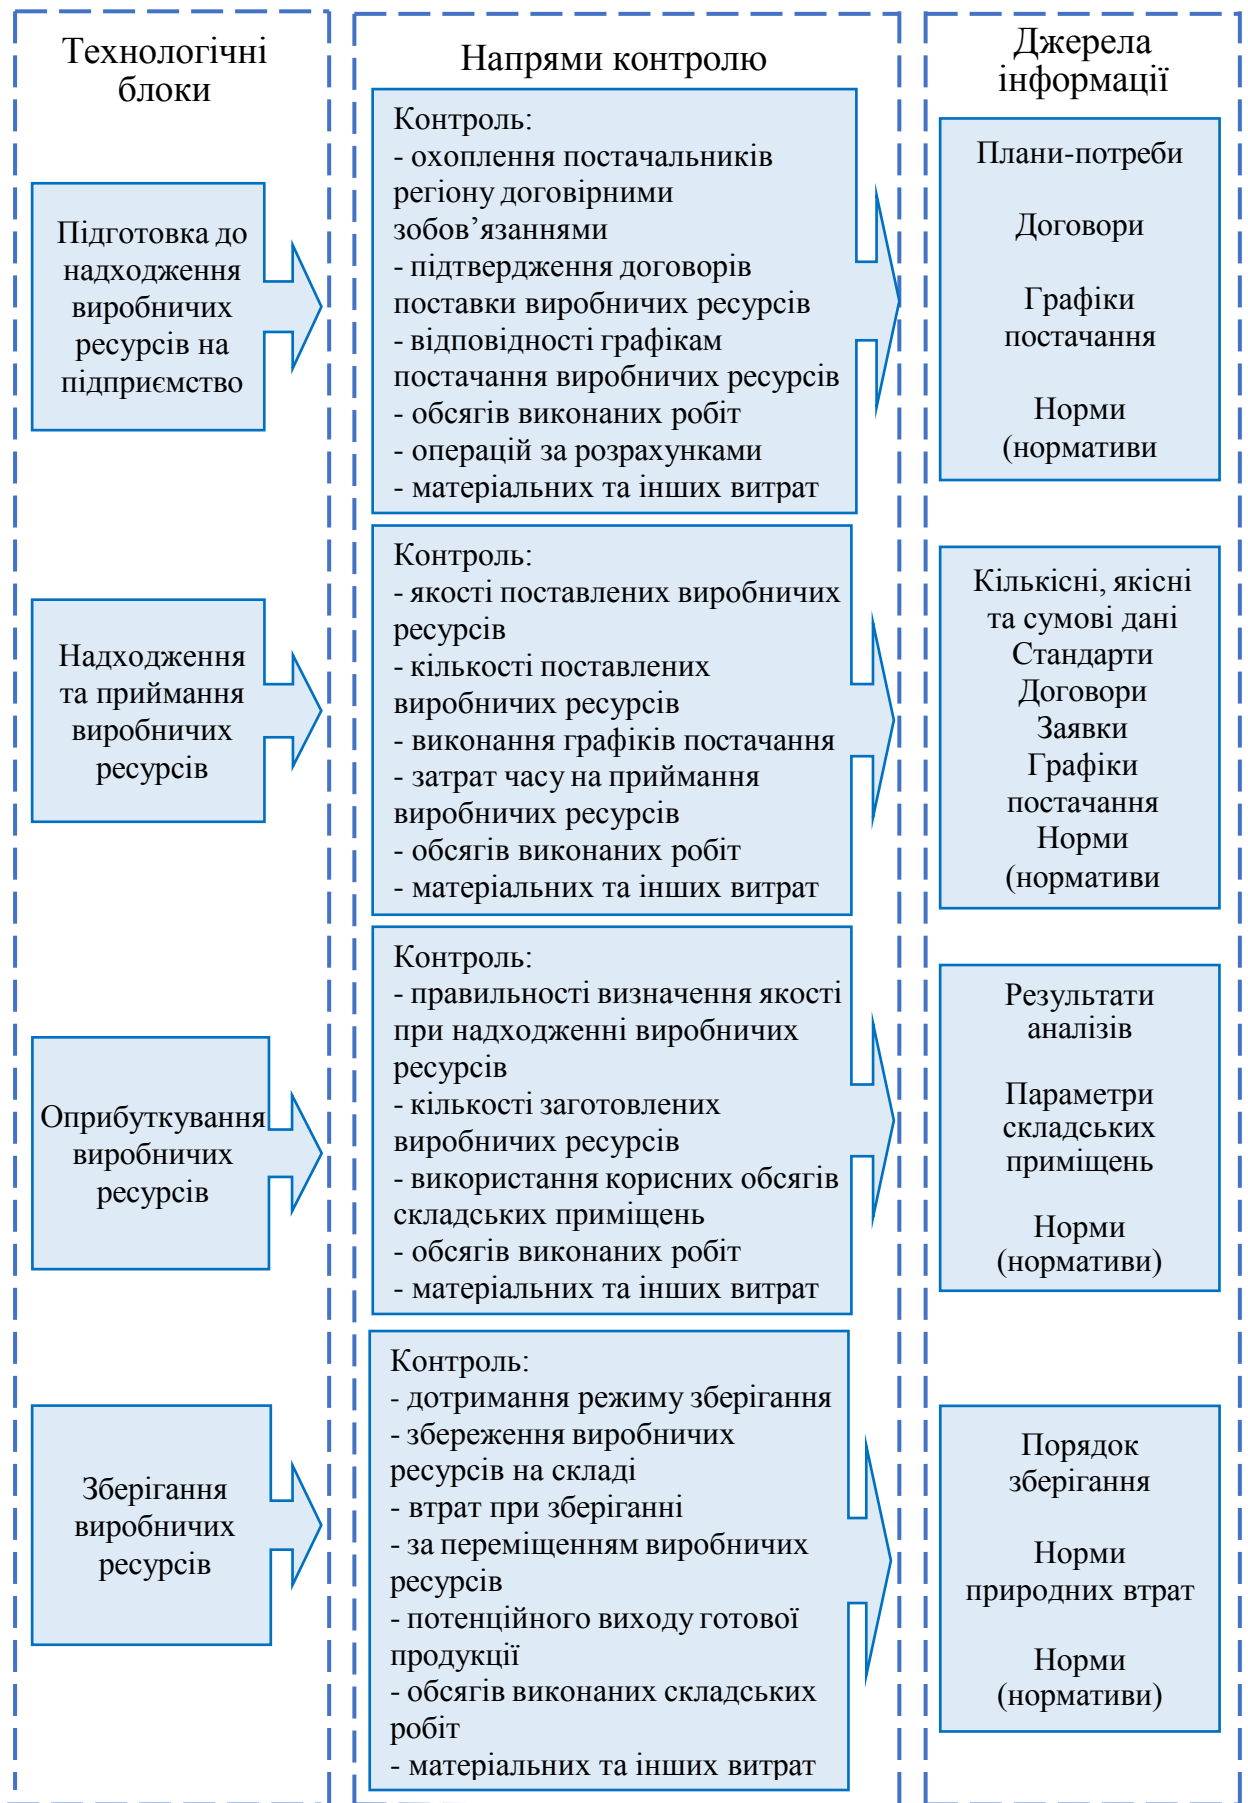 Технологічні
блоки
Напрями контролю
Джерела
інформації
Підготовка до
надходження
виробничих
ресурсів на
підприємство
Контроль:
- охоплення постачальників
регіону договірними
зобов’язаннями
- підтвердження договорів
поставки виробничих ресурсів
- відповідності графікам
постачання виробничих ресурсів
- обсягів виконаних робіт
- операцій за розрахунками
- матеріальних та інших витрат
Плани-потреби
Договори
Графіки
постачання
Норми
(нормативи
Надходження
та приймання
виробничих
ресурсів
Контроль:
- якості поставлених виробничих
ресурсів
- кількості поставлених
виробничих ресурсів
- виконання графіків постачання
- затрат часу на приймання
виробничих ресурсів
- обсягів виконаних робіт
- матеріальних та інших витрат
Кількісні, якісні
та сумові дані
Стандарти
Договори
Заявки
Графіки
постачання
Норми
(нормативи
Оприбуткування
виробничих
ресурсів
Контроль:
- правильності визначення якості
при надходженні виробничих
ресурсів
- кількості заготовлених
виробничих ресурсів
- використання корисних обсягів
складських приміщень
- обсягів виконаних робіт
- матеріальних та інших витрат
Результати
аналізів
Параметри
складських
приміщень
Норми
(нормативи)
Зберігання
виробничих
ресурсів
Контроль:
- дотримання режиму зберігання
- збереження виробничих
ресурсів на складі
- втрат при зберіганні
- за переміщенням виробничих
ресурсів
- потенційного виходу готової
продукції
- обсягів виконаних складських
робіт
- матеріальних та інших витрат
Порядок
зберігання
Норми
природних втрат
Норми
(нормативи)